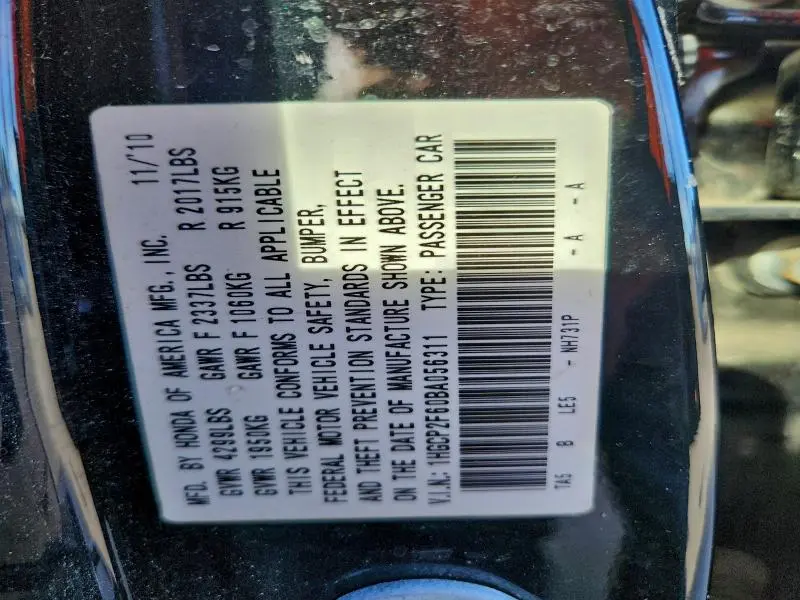 MFD. BY HONDA OF AMERICA MFG., INC. 11/'10
GVWR 4299LBS GAWR F 2337LBS R 2017LBS
GVWR 1950KG GAWR F 1060KG R 915KG
THIS VEHICLE CONFORMS TO ALL APPLICABLE
FEDERAL MOTOR VEHICLE SAFETY, BUMPER,
AND THEFT PREVENTION STANDARDS IN EFFECT
ON THE DATE OF MANUFACTURE SHOWN ABOVE.
V.I.N.: 1HGCP2F60BA056311 TYPE: PASSENGER CAR
TA5 B LE5 - NH731P - A - A